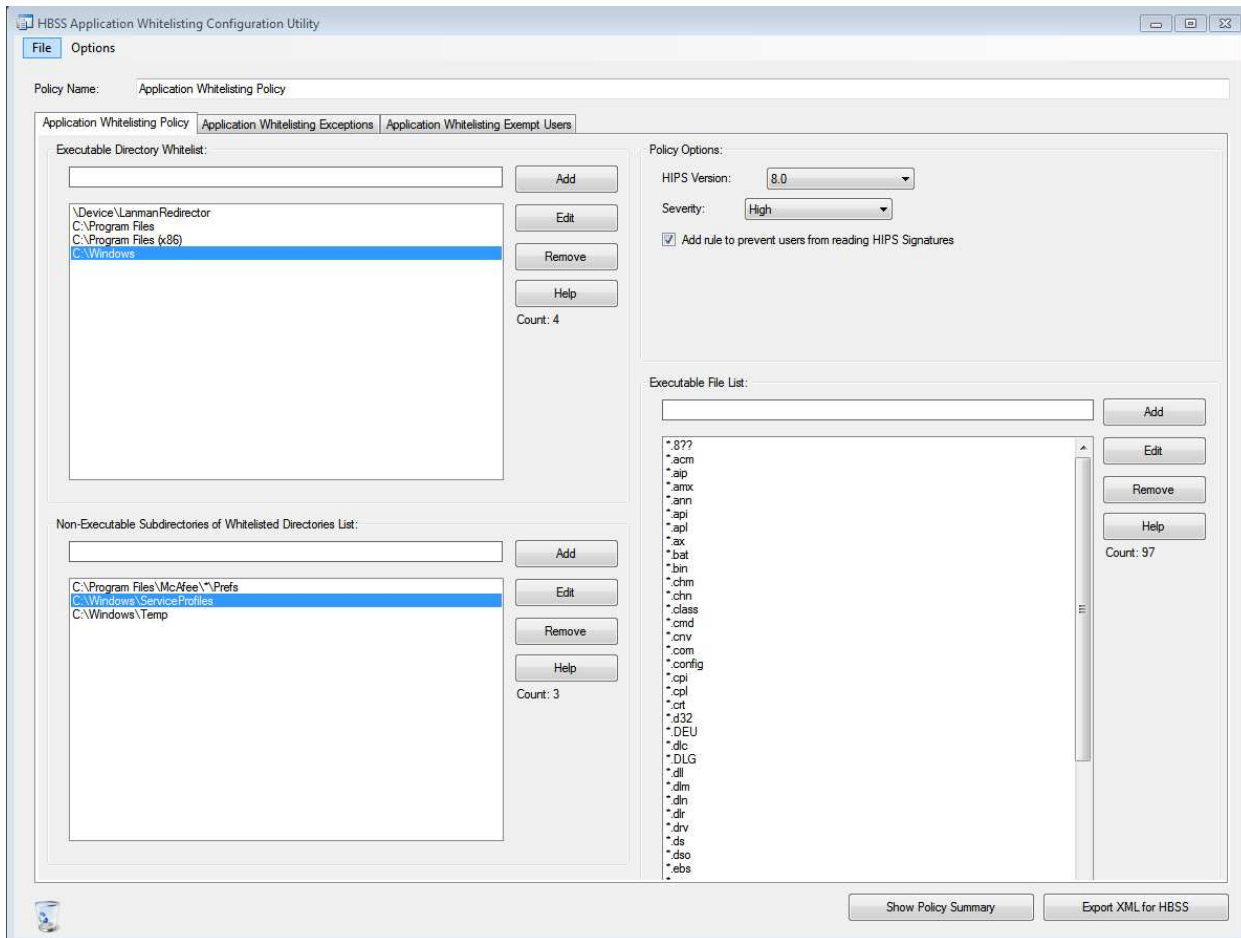 HBSS Application Whitelisting Configuration Utility
File Options
Policy Name: Application Whitelisting Policy
Application Whitelisting Policy Application Whitelisting Exceptions Application Whitelisting Exempt Users
Executable Directory Whitelist:
Add
\Device\LanmanRedirector
C:\Program Files
C:\Program Files (x86)
C:\Windows
Edit
Remove
Help
Count: 4
Non-Executable Subdirectories of Whitelisted Directories List:
Add
C:\Program Files\McAfee\*\Prefs
C:\Windows\ServiceProfiles
C:\Windows\Temp
Edit
Remove
Help
Count: 3
Policy Options:
HIPS Version: 8.0
Severity: High
Add rule to prevent users from reading HIPS Signatures
Executable File List:
Add
*.8??
*.acm
*.aip
*.amx
*.ann
*.api
*.apl
*.ax
*.bat
*.bin
*.chm
*.chn
*.class
*.cmd
*.cnv
*.com
*.config
*.cpi
*.cpl
*.crt
*.d32
*.DEU
*.dlc
*.DLG
*.dll
*.dlm
*.dln
*.dlr
*.drv
*.ds
*.dso
*.ebs
Edit
Remove
Help
Count: 97
Show Policy Summary
Export XML for HBSS